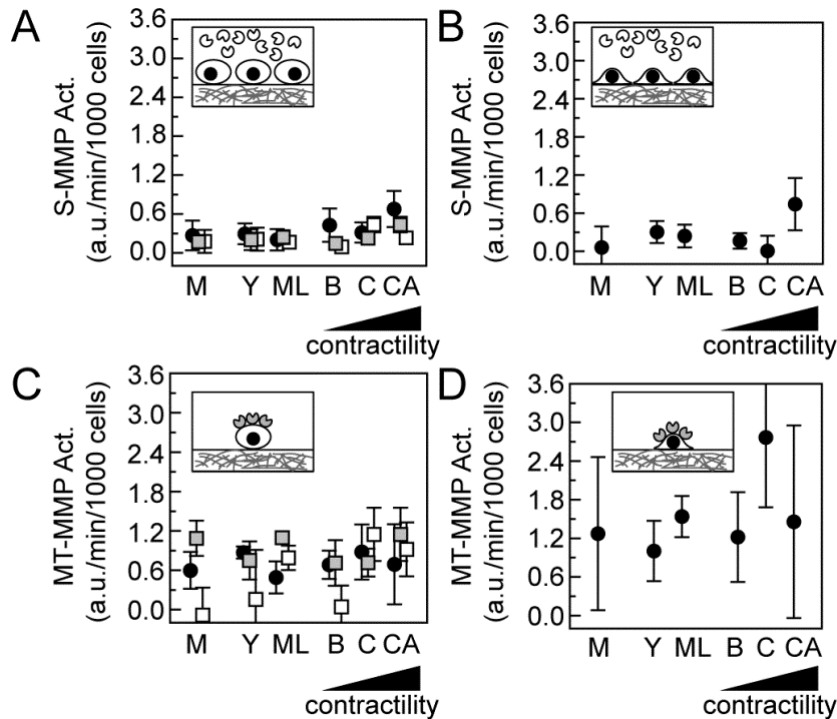 A
S-MMP Act.
(a.u./min/1000 cells)
3.6
3.0
2.4
1.8
1.2
0.6
0.0
M Y ML B C CA
contractility
B
S-MMP Act.
(a.u./min/1000 cells)
3.6
3.0
2.4
1.8
1.2
0.6
0.0
M Y ML B C CA
contractility
C
MT-MMP Act.
(a.u./min/1000 cells)
3.6
3.0
2.4
1.8
1.2
0.6
0.0
M Y ML B C CA
contractility
D
MT-MMP Act.
(a.u./min/1000 cells)
3.6
3.0
2.4
1.8
1.2
0.6
0.0
M Y ML B C CA
contractility